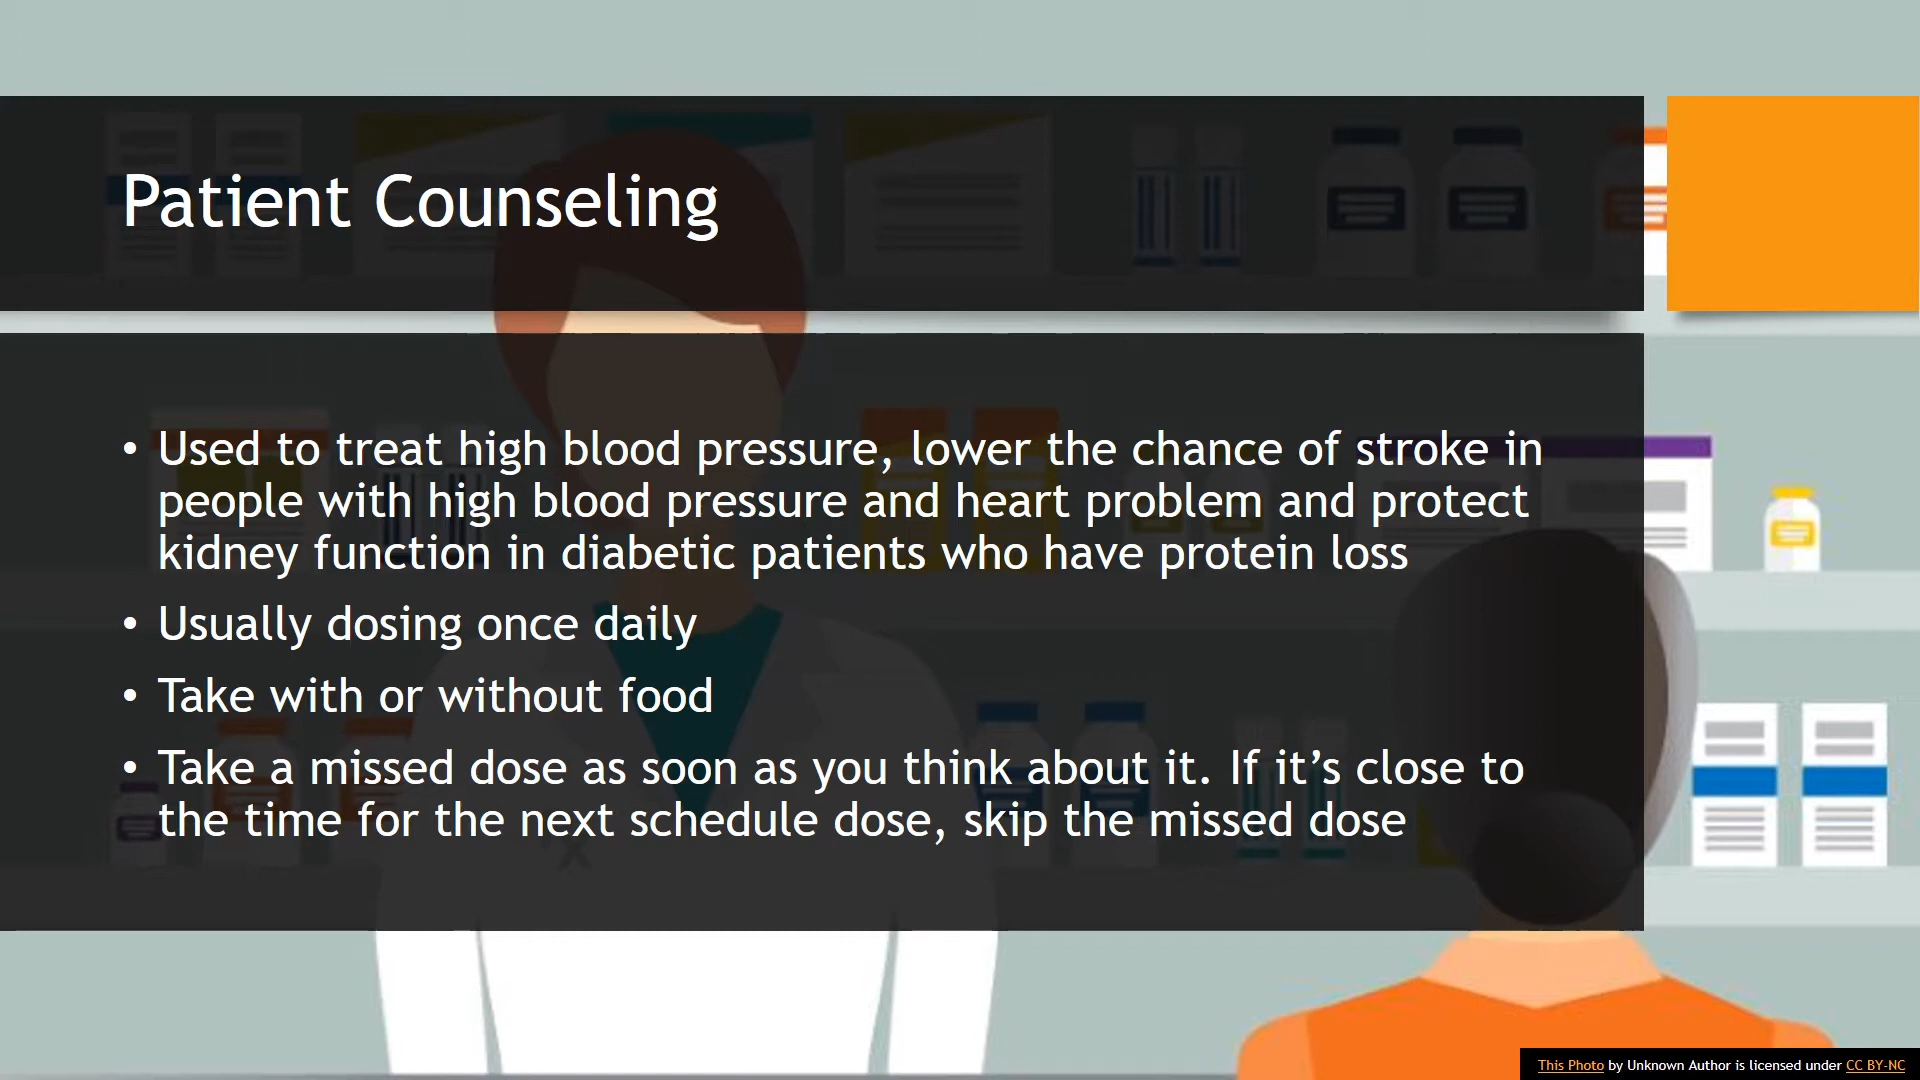 Patient Counseling
• Used to treat high blood pressure, lower the chance of stroke in
people with high blood pressure and heart problem and protect
kidney function in diabetic patients who have protein loss
• Usually dosing once daily
• Take with or without food
• Take a missed dose as soon as you think about it. If it’s close to
the time for the next schedule dose, skip the missed dose
This Photo by Unknown Author is licensed under CC BY-NC